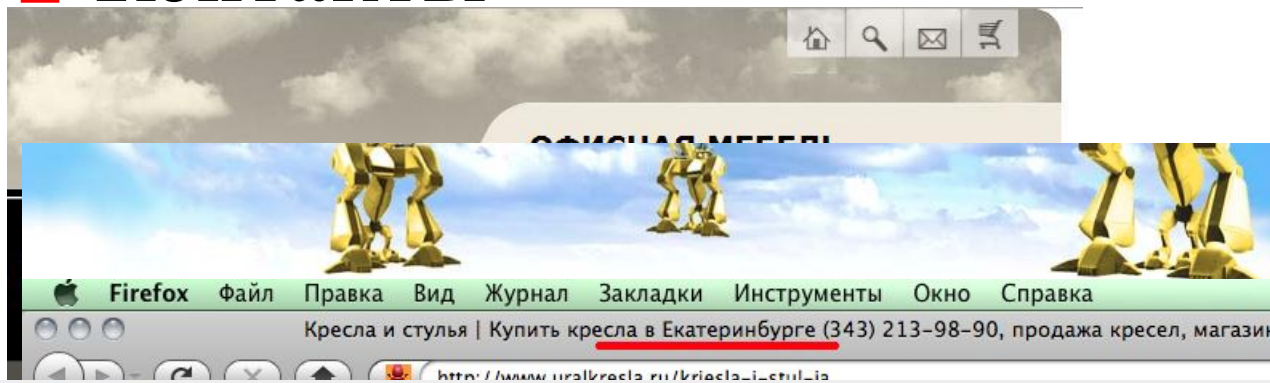 ОФИСНАЯ МЕБЕЛЬ
Firefox Файл Правка Вид Журнал Закладки Инструменты Окно Справка
Кресла и стулья | Купить кресла в Екатеринбурге (343) 213-98-90, продажа кресел, магазин
http://www.uralkresla.ru/kriesla-i-stul-ia